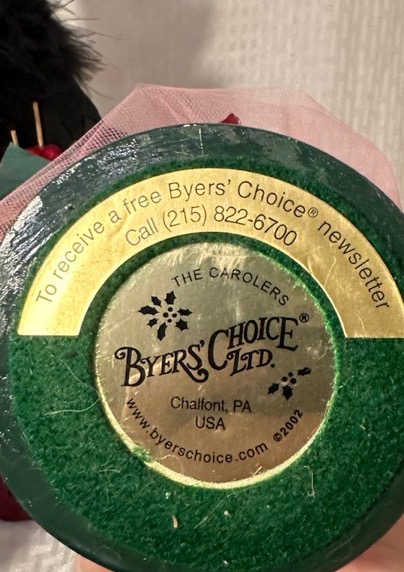 To receive a free Byers' Choice® newsletter
Call (215) 822-6700
THE CAROLERS
BYERS' CHOICE®
LTD.
Chalfont, PA
USA
www.byerschoice.com ©2002